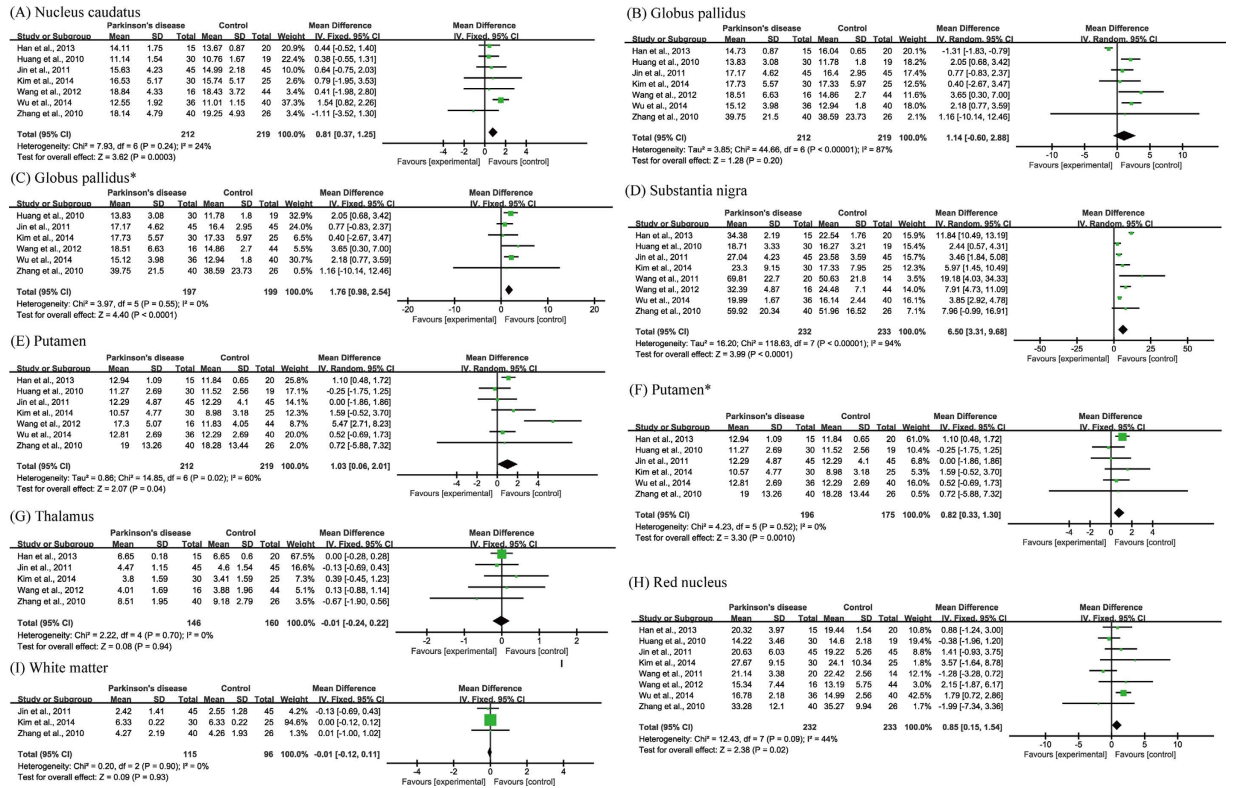 (A) Nucleus caudatus
Parkinson's disease Control Mean Difference Mean Difference
Study or Subgroup Mean SD Total Mean SD Total Weight IV. Fixed. 95% CI IV. Fixed. 95% CI
Han et al., 2013 14.11 1.75 15 13.67 0.87 20 20.9% 0.44 [-0.52, 1.40]
Huang et al., 2010 11.14 1.54 30 10.76 1.67 19 22.4% 0.38 [-0.55, 1.31]
Jin et al., 2011 15.63 4.23 45 14.99 2.18 45 10.0% 0.64 [-0.75, 2.03]
Kim et al., 2014 16.53 5.17 30 15.74 5.17 25 2.6% 0.79 [-1.95, 3.53]
Wang et al., 2012 18.84 4.33 16 18.43 3.72 44 3.4% 0.41 [-1.98, 2.80]
Wu et al., 2014 12.55 1.92 36 11.01 1.15 40 37.3% 1.54 [0.82, 2.26]
Zhang et al., 2010 18.14 4.79 40 19.25 4.93 26 3.4% -1.11 [-3.52, 1.30]
Total (95% CI) 212 219 100.0% 0.81 [0.37, 1.25]
Heterogeneity: Chi² = 7.93, df = 6 (P = 0.24); I² = 24%
Test for overall effect: Z = 3.62 (P = 0.0003)
-4 -2 0 2 4
Favours [experimental] Favours [control]
(B) Globus pallidus
Parkinson's disease Control Mean Difference Mean Difference
Study or Subgroup Mean SD Total Mean SD Total Weight IV. Random. 95% CI IV. Random. 95% CI
Han et al., 2013 14.73 0.87 15 16.04 0.65 20 20.1% -1.31 [-1.83, -0.79]
Huang et al., 2010 13.83 3.08 30 11.78 1.8 19 18.2% 2.05 [0.68, 3.42]
Jin et al., 2011 17.17 4.62 45 16.4 2.95 45 17.5% 0.77 [-0.83, 2.37]
Kim et al., 2014 17.73 5.57 30 17.33 5.97 25 12.9% 0.40 [-2.67, 3.47]
Wang et al., 2012 18.51 6.63 16 14.86 2.7 44 12.2% 3.65 [0.30, 7.00]
Wu et al., 2014 15.12 3.98 36 12.94 1.8 40 18.0% 2.18 [0.77, 3.59]
Zhang et al., 2010 39.75 21.5 40 38.59 23.73 26 2.1% 1.16 [-10.14, 12.46]
Total (95% CI) 212 219 100.0% 1.14 [-0.60, 2.88]
Heterogeneity: Tau² = 3.85; Chi² = 44.66, df = 6 (P < 0.00001); I² = 87%
Test for overall effect: Z = 1.28 (P = 0.20)
-10 -5 0 5 10
Favours [experimental] Favours [control]
(C) Globus pallidus*
Parkinson's disease Control Mean Difference Mean Difference
Study or Subgroup Mean SD Total Mean SD Total Weight IV. Fixed. 95% CI IV. Fixed. 95% CI
Huang et al., 2010 13.83 3.08 30 11.78 1.8 19 32.9% 2.05 [0.68, 3.42]
Jin et al., 2011 17.17 4.62 45 16.4 2.95 45 24.0% 0.77 [-0.83, 2.37]
Kim et al., 2014 17.73 5.57 30 17.33 5.97 25 6.5% 0.40 [-2.67, 3.47]
Wang et al., 2012 18.51 6.63 16 14.86 2.7 44 5.5% 3.65 [0.30, 7.00]
Wu et al., 2014 15.12 3.98 36 12.94 1.8 40 30.7% 2.18 [0.77, 3.59]
Zhang et al., 2010 39.75 21.5 40 38.59 23.73 26 0.5% 1.16 [-10.14, 12.46]
Total (95% CI) 197 199 100.0% 1.76 [0.98, 2.54]
Heterogeneity: Chi² = 3.97, df = 5 (P = 0.55); I² = 0%
Test for overall effect: Z = 4.40 (P < 0.0001)
-20 -10 0 10 20
Favours [experimental] Favours [control]
(D) Substantia nigra
Parkinson's disease Control Mean Difference Mean Difference
Study or Subgroup Mean SD Total Mean SD Total Weight IV. Random. 95% CI IV. Random. 95% CI
Han et al., 2013 34.38 2.19 15 22.54 1.76 20 15.9% 11.84 [10.49, 13.19]
Huang et al., 2010 18.71 3.33 30 16.27 3.21 19 15.5% 2.44 [0.57, 4.31]
Jin et al., 2011 27.04 4.23 45 23.58 3.59 45 15.7% 3.46 [1.84, 5.08]
Kim et al., 2014 23.3 9.15 30 17.33 7.95 25 11.6% 5.97 [1.45, 10.49]
Wang et al., 2011 69.81 22.7 20 50.63 21.8 14 3.4% 19.18 [4.03, 34.33]
Wang et al., 2012 32.39 4.87 16 24.48 7.1 44 14.0% 7.91 [4.73, 11.09]
Wu et al., 2014 19.99 1.67 36 16.14 2.44 40 16.1% 3.85 [2.92, 4.78]
Zhang et al., 2010 59.92 20.34 40 51.96 16.52 26 7.8% 7.96 [-0.99, 16.91]
Total (95% CI) 232 233 100.0% 6.50 [3.31, 9.68]
Heterogeneity: Tau² = 16.20; Chi² = 118.63, df = 7 (P < 0.00001); I² = 94%
Test for overall effect: Z = 3.99 (P < 0.0001)
-50 -25 0 25 50
Favours [experimental] Favours [control]
(E) Putamen
Parkinson's disease Control Mean Difference Mean Difference
Study or Subgroup Mean SD Total Mean SD Total Weight IV. Random. 95% CI IV. Random. 95% CI
Han et al., 2013 12.94 1.09 15 11.84 0.65 20 25.8% 1.10 [0.48, 1.72]
Huang et al., 2010 11.27 2.69 30 11.52 2.56 19 17.1% -0.25 [-1.75, 1.25]
Jin et al., 2011 12.29 4.87 45 12.29 4.1 45 14.1% 0.00 [-1.86, 1.86]
Kim et al., 2014 10.57 4.77 30 8.98 3.18 25 12.3% 1.59 [-0.52, 3.70]
Wang et al., 2012 17.3 5.07 16 11.83 4.05 44 8.7% 5.47 [2.71, 8.23]
Wu et al., 2014 12.81 2.69 36 12.29 2.69 40 20.0% 0.52 [-0.69, 1.73]
Zhang et al., 2010 19 13.26 40 18.28 13.44 26 2.0% 0.72 [-5.88, 7.32]
Total (95% CI) 212 219 100.0% 1.03 [0.06, 2.01]
Heterogeneity: Tau² = 0.86; Chi² = 14.85, df = 6 (P = 0.02); I² = 60%
Test for overall effect: Z = 2.07 (P = 0.04)
-10 -5 0 5 10
Favours [experimental] Favours [control]
(F) Putamen*
Parkinson's disease Control Mean Difference Mean Difference
Study or Subgroup Mean SD Total Mean SD Total Weight IV. Fixed. 95% CI IV. Fixed. 95% CI
Han et al., 2013 12.94 1.09 15 11.84 0.65 20 61.0% 1.10 [0.48, 1.72]
Huang et al., 2010 11.27 2.69 30 11.52 2.56 19 10.4% -0.25 [-1.75, 1.25]
Jin et al., 2011 12.29 4.87 45 12.29 4.1 45 6.8% 0.00 [-1.86, 1.86]
Kim et al., 2014 10.57 4.77 30 8.98 3.18 25 5.9% 1.59 [-0.52, 3.70]
Wu et al., 2014 12.81 2.69 36 12.29 2.69 40 16.1% 0.52 [-0.69, 1.73]
Zhang et al., 2010 19 13.26 40 18.28 13.44 26 0.5% 0.72 [-5.88, 7.32]
Total (95% CI) 196 175 100.0% 0.82 [0.33, 1.30]
Heterogeneity: Chi² = 4.23, df = 5 (P = 0.52); I² = 0%
Test for overall effect: Z = 3.30 (P = 0.0010)
-4 -2 0 2 4
Favours [experimental] Favours [control]
(G) Thalamus
Parkinson's disease Control Mean Difference Mean Difference
Study or Subgroup Mean SD Total Mean SD Total Weight IV. Fixed. 95% CI IV. Fixed. 95% CI
Han et al., 2013 6.65 0.18 15 6.65 0.6 20 67.5% 0.00 [-0.28, 0.28]
Jin et al., 2011 4.47 1.15 45 4.6 1.54 45 16.6% -0.13 [-0.69, 0.43]
Kim et al., 2014 3.8 1.59 30 3.41 1.59 25 7.4% 0.39 [-0.45, 1.23]
Wang et al., 2012 4.01 1.69 16 3.88 1.96 44 5.1% 0.13 [-0.88, 1.14]
Zhang et al., 2010 8.51 1.95 40 9.18 2.79 26 3.5% -0.67 [-1.90, 0.56]
Total (95% CI) 146 160 100.0% -0.01 [-0.24, 0.22]
Heterogeneity: Chi² = 2.22, df = 4 (P = 0.70); I² = 0%
Test for overall effect: Z = 0.08 (P = 0.94)
-2 -1 0 1 2
Favours [experimental] Favours [control]
(H) Red nucleus
Parkinson's disease Control Mean Difference Mean Difference
Study or Subgroup Mean SD Total Mean SD Total Weight IV. Fixed. 95% CI IV. Fixed. 95% CI
Han et al., 2013 20.32 3.97 15 19.44 1.54 20 10.8% 0.88 [-1.24, 3.00]
Huang et al., 2010 14.22 3.46 30 14.6 2.18 19 19.4% -0.38 [-1.96, 1.20]
Jin et al., 2011 20.63 6.03 45 19.22 5.26 45 8.8% 1.41 [-0.93, 3.75]
Kim et al., 2014 27.67 9.15 30 24.1 10.34 25 1.8% 3.57 [-1.64, 8.78]
Wang et al., 2011 21.14 3.38 20 22.42 2.56 14 12.1% -1.28 [-3.28, 0.72]
Wang et al., 2012 15.34 7.44 16 13.19 5.75 44 3.0% 2.15 [-1.87, 6.17]
Wu et al., 2014 16.78 2.18 36 14.99 2.56 40 42.5% 1.79 [0.72, 2.86]
Zhang et al., 2010 33.28 12.1 40 35.27 9.94 26 1.7% -1.99 [-7.34, 3.36]
Total (95% CI) 232 233 100.0% 0.85 [0.15, 1.54]
Heterogeneity: Chi² = 12.43, df = 7 (P = 0.09); I² = 44%
Test for overall effect: Z = 2.38 (P = 0.02)
-10 -5 0 5 10
Favours [experimental] Favours [control]
(I) White matter
Parkinson's disease Control Mean Difference Mean Difference
Study or Subgroup Mean SD Total Mean SD Total Weight IV. Fixed. 95% CI IV. Fixed. 95% CI
Jin et al., 2011 2.42 1.41 45 2.55 1.28 45 4.2% -0.13 [-0.69, 0.43]
Kim et al., 2014 6.33 0.22 30 6.33 0.22 25 94.6% 0.00 [-0.12, 0.12]
Zhang et al., 2010 4.27 2.19 40 4.26 1.93 26 1.3% 0.01 [-1.00, 1.02]
Total (95% CI) 115 96 100.0% -0.01 [-0.12, 0.11]
Heterogeneity: Chi² = 0.20, df = 2 (P = 0.90); I² = 0%
Test for overall effect: Z = 0.09 (P = 0.93)
-4 -2 0 2 4
Favours [experimental] Favours [control]